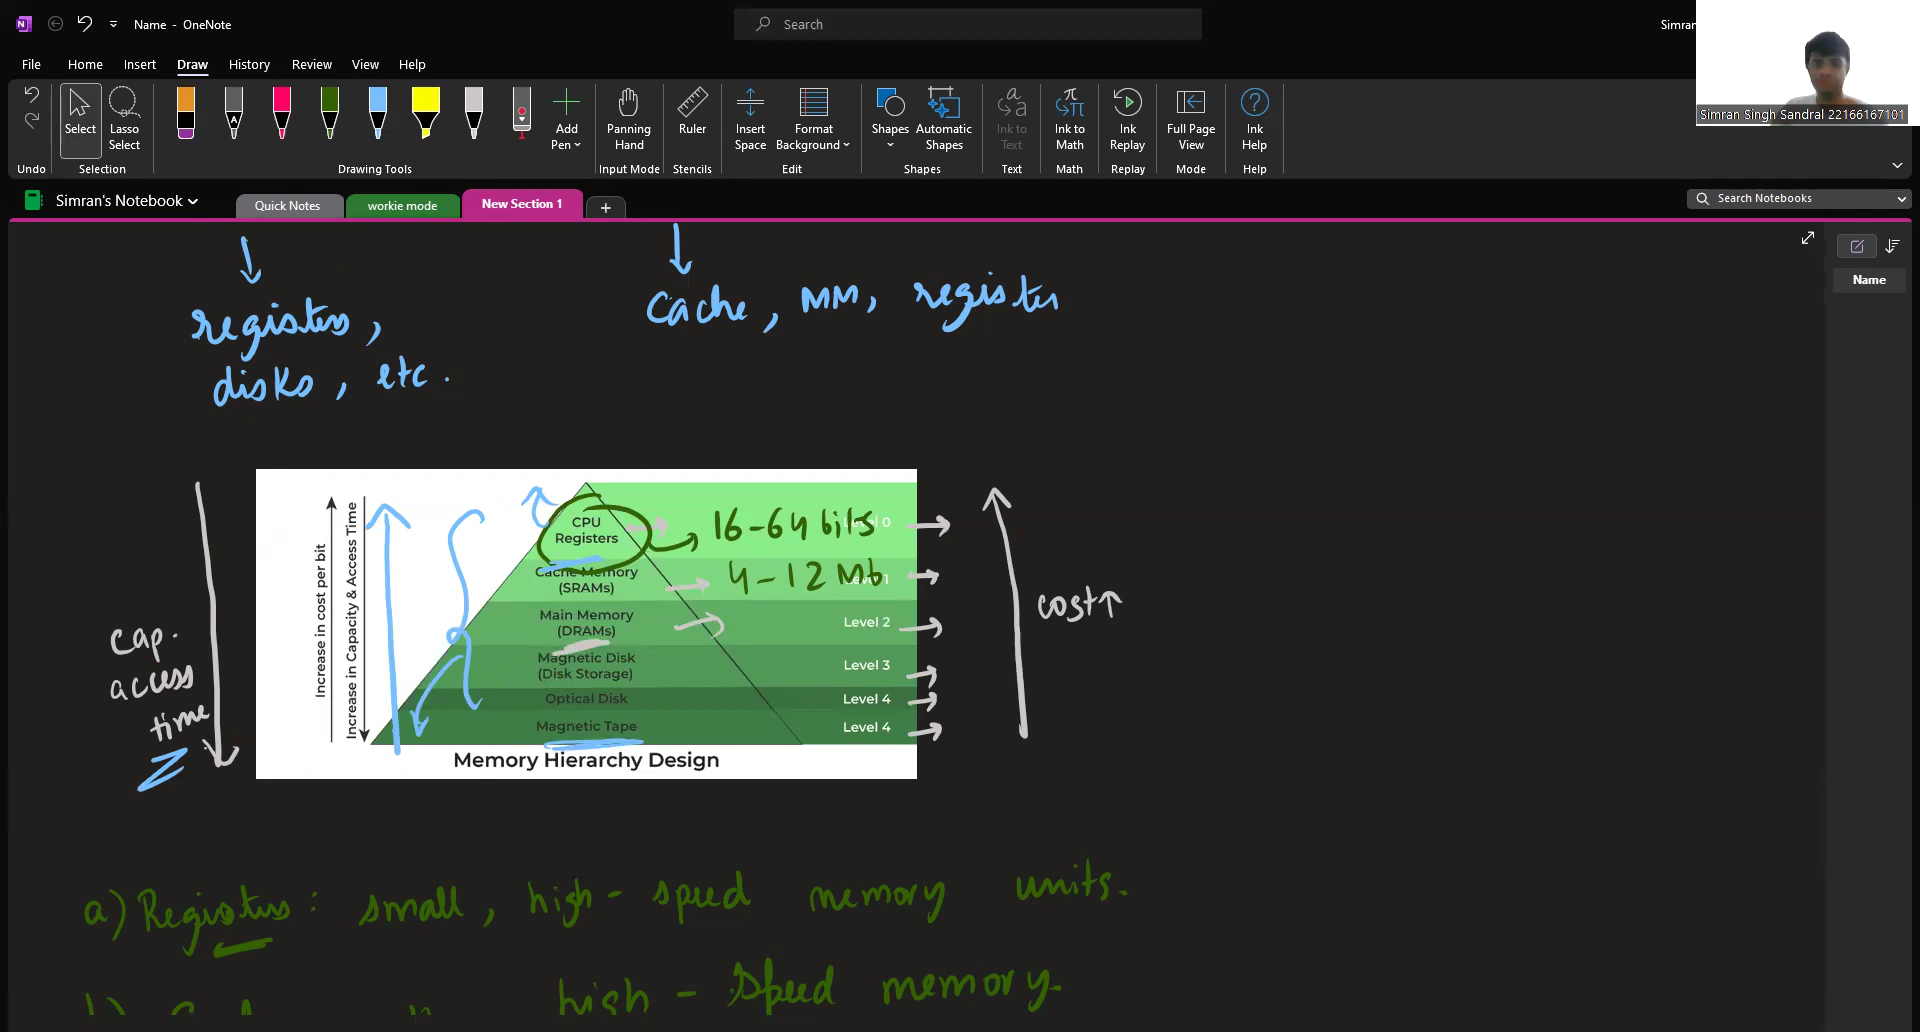 Name - OneNote
Search
Simran
File Home Insert Draw History Review View Help
Select
Lasso Select
Add Pen
Panning Hand
Ruler
Insert Space
Format Background
Shapes
Automatic Shapes
Ink to Text
Ink to Math
Ink Replay
Full Page View
Ink Help
Undo Selection Drawing Tools Input Mode Stencils Edit Shapes Text Math Replay Mode Help
Simran Singh Sandral 22166167101
Simran's Notebook
Quick Notes
workie mode
New Section 1
Search Notebooks
Name
registers,
disks, etc.
Cache, MM, register
cap.
access
time
Increase in cost per bit
Increase in Capacity & Access Time
CPU
Registers
16-64 bits
Level 0
Cache Memory
(SRAMs)
4-12 Mb
Main Memory
(DRAMs)
Level 2
Magnetic Disk
(Disk Storage)
Level 3
Optical Disk
Level 4
Magnetic Tape
Level 4
Memory Hierarchy Design
cost↑
a) Registers: small, high-speed memory units.
high-speed memory.